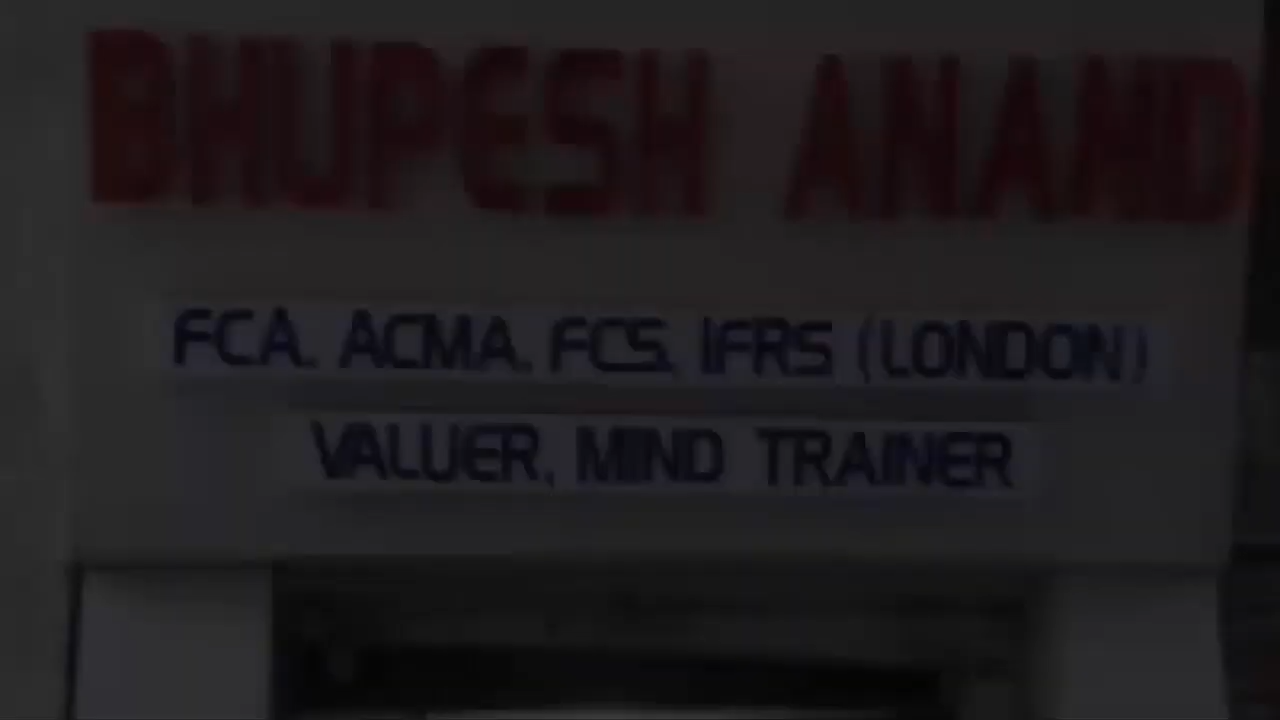 BHUPESH ANAND
FCA, ACMA, FCS, IFRS (LONDON)
VALUER, MIND TRAINER